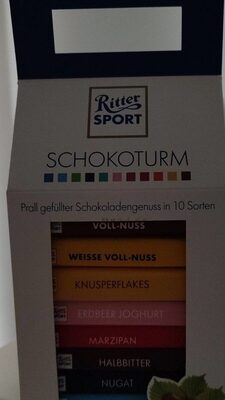 Ritter
SPORT
SCHOKOTURM
Prall gefüllter Schokoladengenuss in 10 Sorten
VOLL-NUSS
WEISSE VOLL-NUSS
KNUSPERFLAKES
ERDBEER JOGHURT
MARZIPAN
HALBBITTER
NUGAT